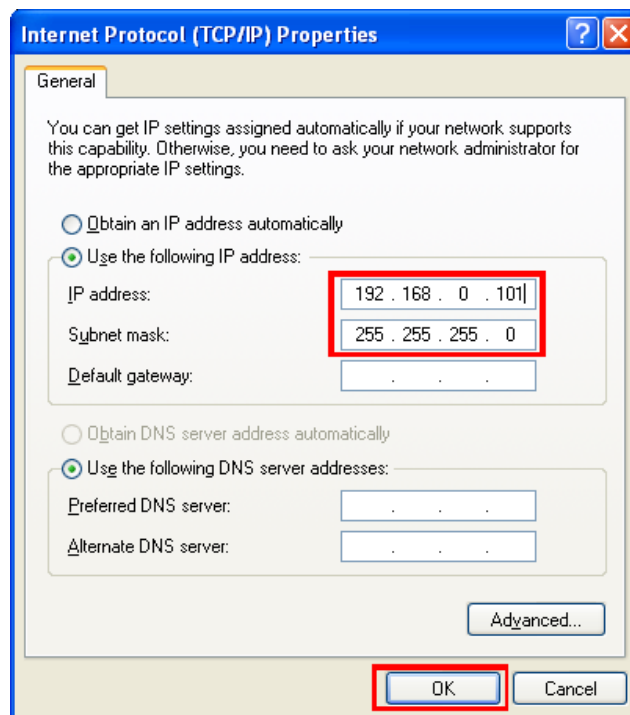 Internet Protocol (TCP/IP) Properties
General
You can get IP settings assigned automatically if your network supports
this capability. Otherwise, you need to ask your network administrator for
the appropriate IP settings.
Obtain an IP address automatically
Use the following IP address:
IP address: 192 . 168 . 0 . 101
Subnet mask: 255 . 255 . 255 . 0
Default gateway: . . .
Obtain DNS server address automatically
Use the following DNS server addresses:
Preferred DNS server: . . .
Alternate DNS server: . . .
Advanced...
OK Cancel